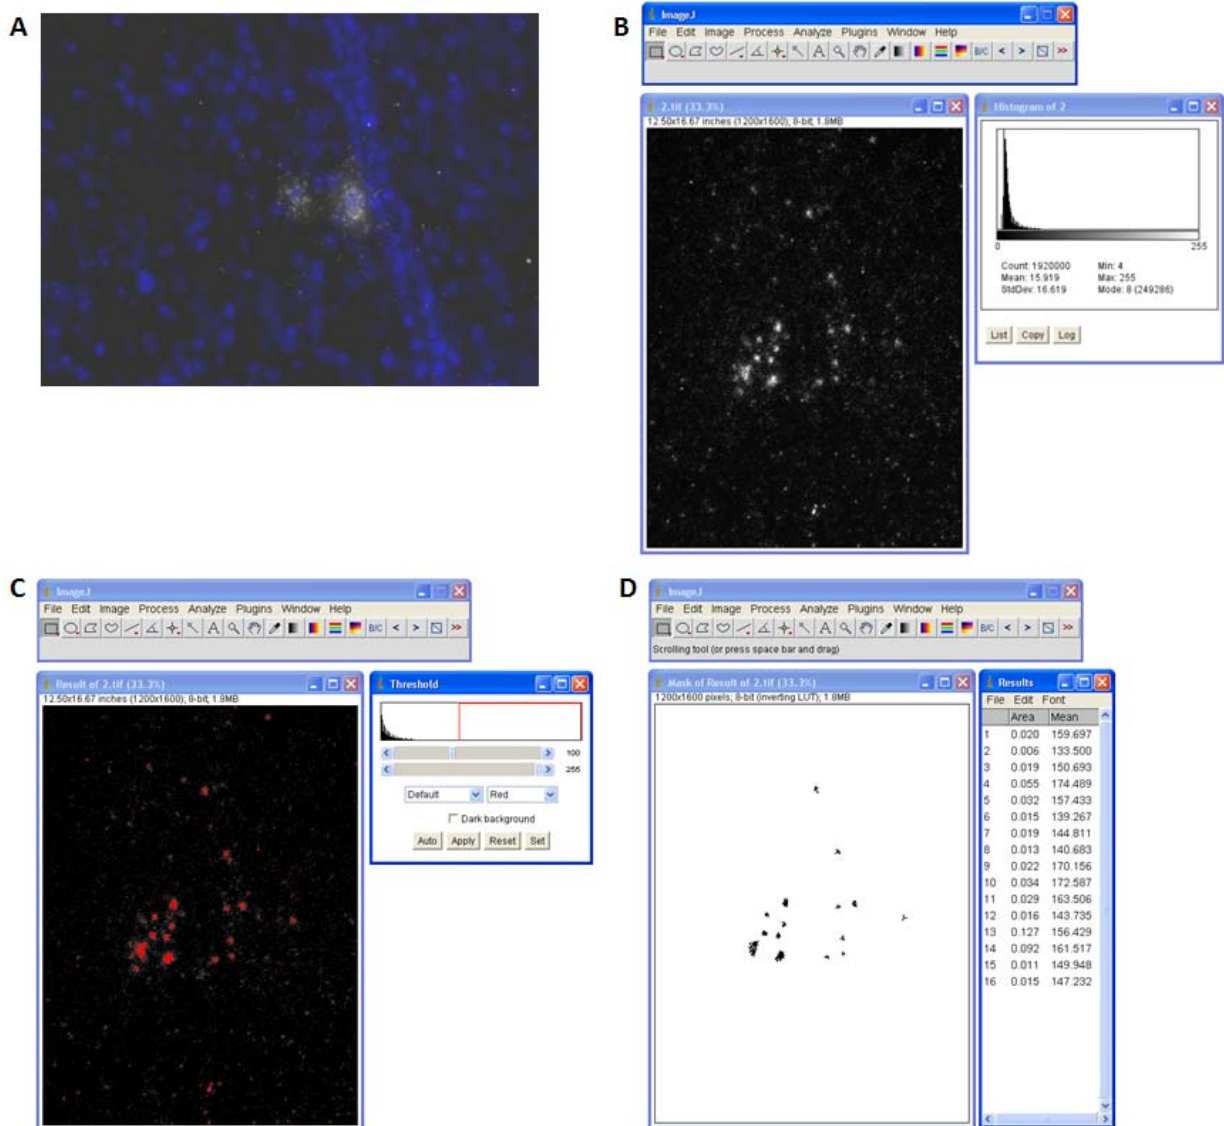 A
B
ImageJ
File Edit Image Process Analyze Plugins Window Help
B/C
2.tif (33.3%)
12.50x16.67 inches (1200x1600); 8-bit; 1.8MB
Histogram of 2
0 255
Count: 1920000 Min: 4
Mean: 15.919 Max: 255
StdDev: 16.619 Mode: 8 (249286)
List Copy Log
C
ImageJ
File Edit Image Process Analyze Plugins Window Help
B/C
Result of 2.tif (33.3%)
12.50x16.67 inches (1200x1600); 8-bit; 1.8MB
Threshold
100
255
Default Red
Dark background
Auto Apply Reset Set
D
ImageJ
File Edit Image Process Analyze Plugins Window Help
B/C
Scrolling tool (or press space bar and drag)
Mask of Result of 2.tif (33.3%)
1200x1600 pixels; 8-bit (inverting LUT); 1.8MB
Results
File Edit Font
Area Mean
1 0.020 159.697
2 0.006 133.500
3 0.019 150.693
4 0.055 174.489
5 0.032 157.433
6 0.015 139.267
7 0.019 144.811
8 0.013 140.683
9 0.022 170.156
10 0.034 172.587
11 0.029 163.506
12 0.016 143.735
13 0.127 156.429
14 0.092 161.517
15 0.011 149.948
16 0.015 147.232